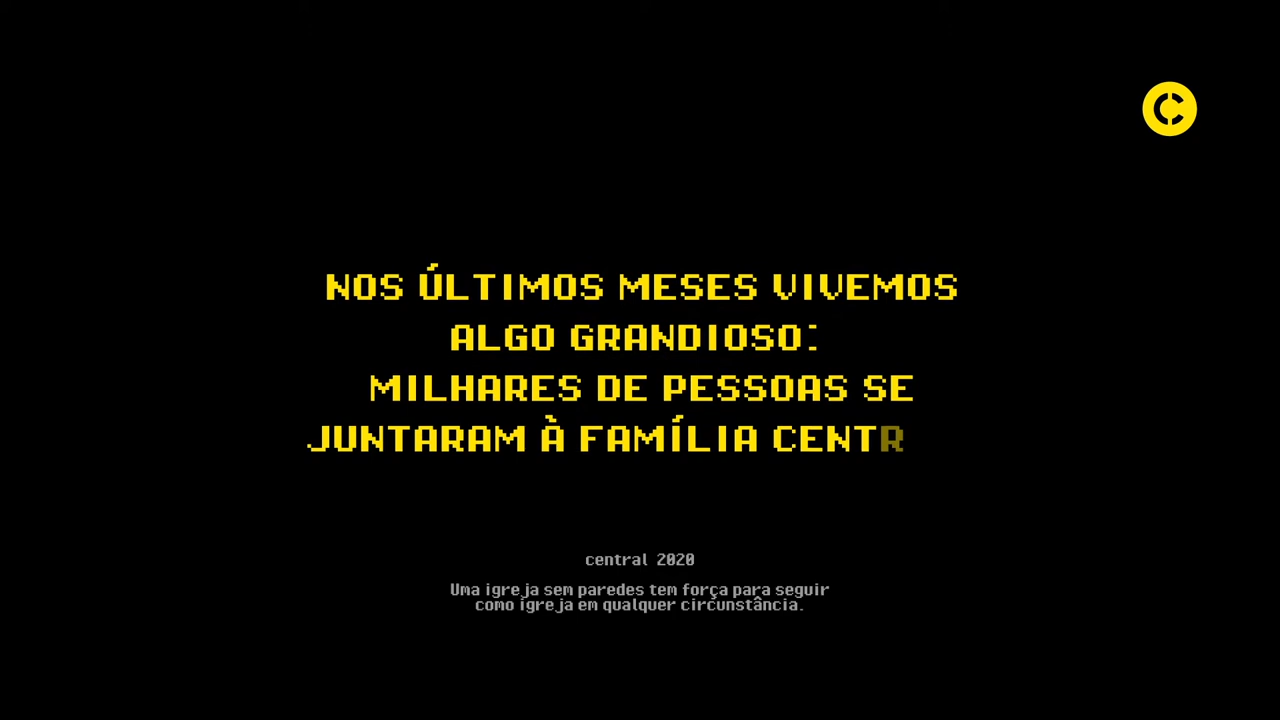 NOS ÚLTIMOS MESES VIVEMOS
ALGO GRANDIOSO:
MILHARES DE PESSOAS SE
JUNTARAM À FAMÍLIA CENTR
central 2020
Uma igreja sem paredes tem força para seguir
como igreja em qualquer circunstância.